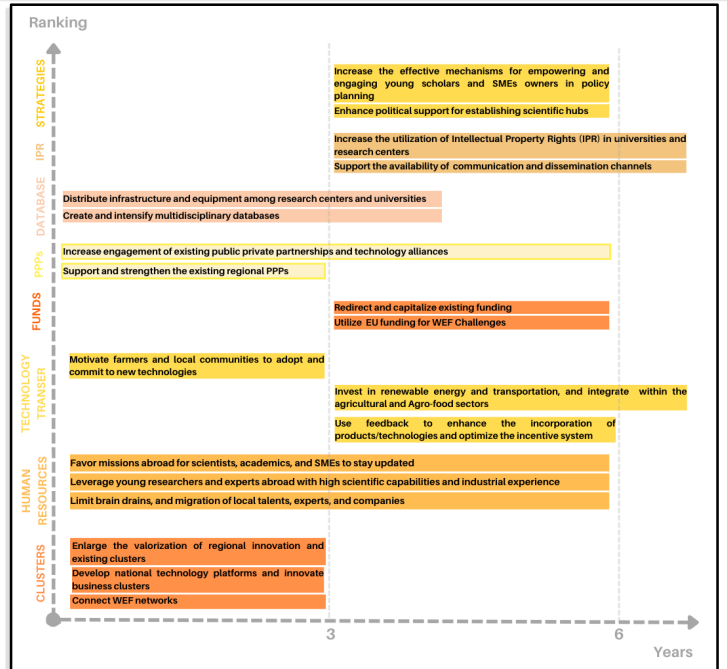 Ranking
STRATEGIES
Increase the effective mechanisms for empowering and
engaging young scholars and SMEs owners in policy
planning
Enhance political support for establishing scientific hubs
IPR
Increase the utilization of Intellectual Property Rights (IPR) in universities and
research centers
Support the availability of communication and dissemination channels
DATABASE
Distribute infrastructure and equipment among research centers and universities
Create and intensify multidisciplinary databases
PPPs
Increase engagement of existing public private partnerships and technology alliances
Support and strengthen the existing regional PPPs
FUNDS
Redirect and capitalize existing funding
Utilize EU funding for WEF Challenges
TECHNOLOGY
TRANSER
Motivate farmers and local communities to adopt and
commit to new technologies
Invest in renewable energy and transportation, and integrate within the
agricultural and Agro-food sectors
Use feedback to enhance the incorporation of
products/technologies and optimize the incentive system
HUMAN
RESOURCES
Favor missions abroad for scientists, academics, and SMEs to stay updated
Leverage young researchers and experts abroad with high scientific capabilities and industrial experience
Limit brain drains, and migration of local talents, experts, and companies
CLUSTERS
Enlarge the valorization of regional innovation and
existing clusters
Develop national technology platforms and innovate
business clusters
Connect WEF networks
3
6
Years